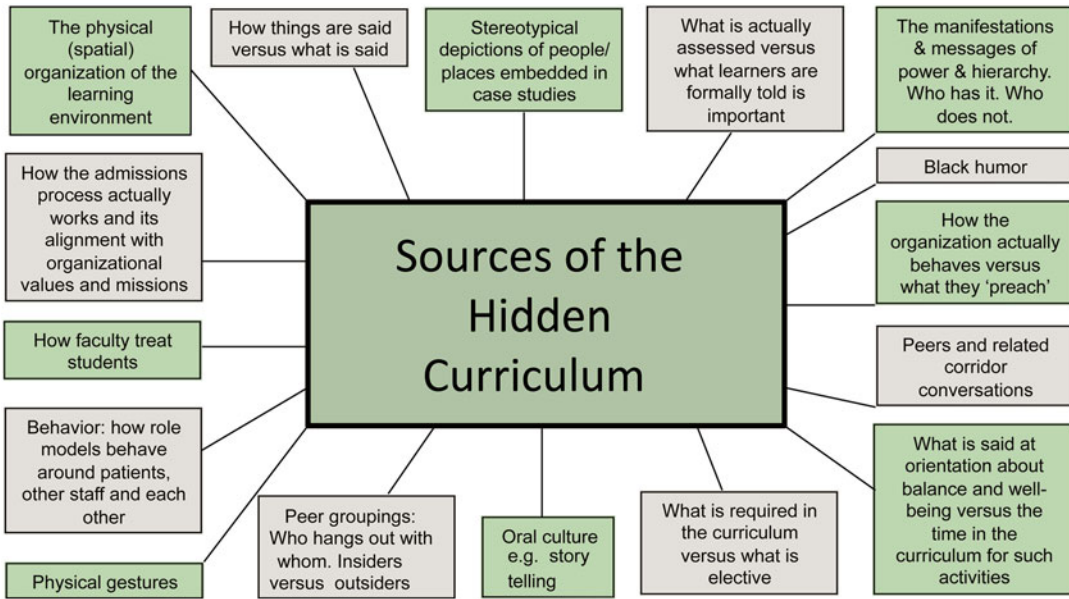 The physical
(spatial)
organization of the
learning
environment
How things are said
versus what is said
Stereotypical
depictions of people/
places embedded in
case studies
What is actually
assessed versus
what learners are
formally told is
important
The manifestations
& messages of
power & hierarchy.
Who has it. Who
does not.
How the admissions
process actually
works and its
alignment with
organizational
values and missions
Black humor
How the
organization actually
behaves versus
what they ‘preach’
Sources of the
Hidden
Curriculum
How faculty treat
students
Peers and related
corridor
conversations
Behavior: how role
models behave
around patients,
other staff and each
other
What is said at
orientation about
balance and well-
being versus the
time in the
curriculum for such
activities
Physical gestures
Peer groupings:
Who hangs out with
whom. Insiders
versus outsiders
Oral culture
e.g. story
telling
What is required in
the curriculum
versus what is
elective